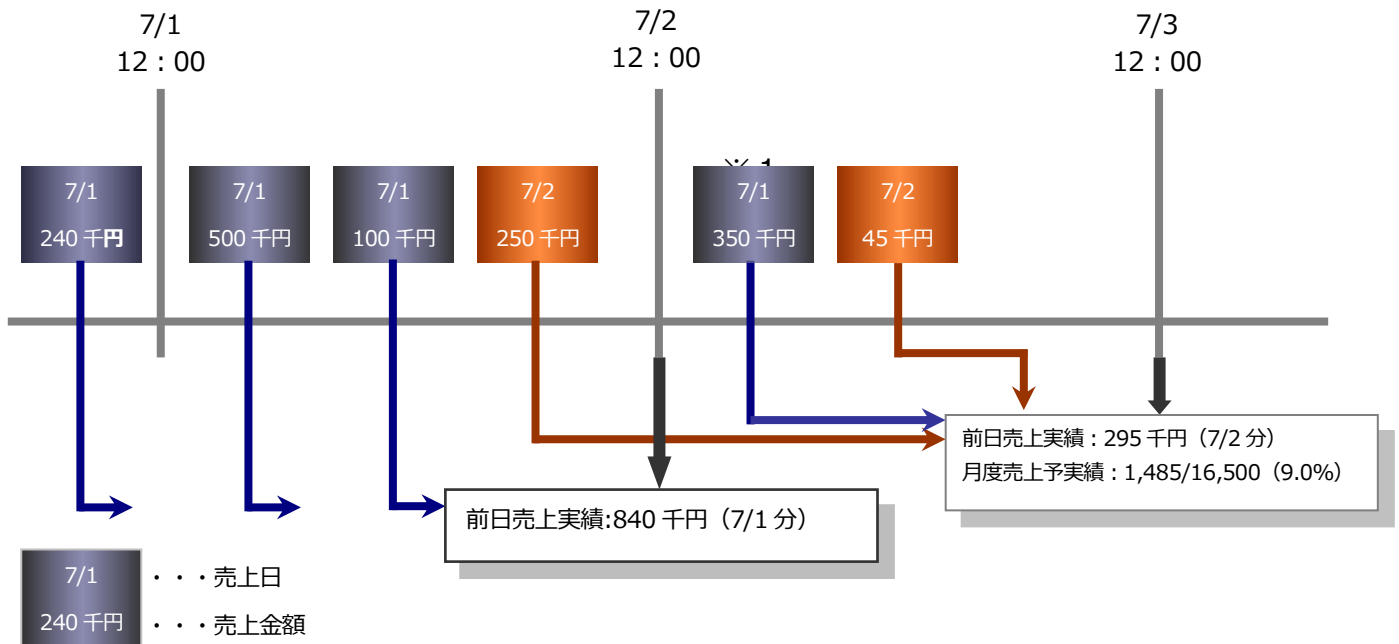 7/1
12：00
7/2
12：00
7/3
12：00
※1
7/1
240 千円
7/1
500 千円
7/1
100 千円
7/2
250 千円
7/1
350 千円
7/2
45 千円
前日売上実績：295 千円（7/2 分）
月度売上予実績：1,485/16,500（9.0%）
前日売上実績:840 千円（7/1 分）
7/1 ・・・売上日
240 千円 ・・・売上金額